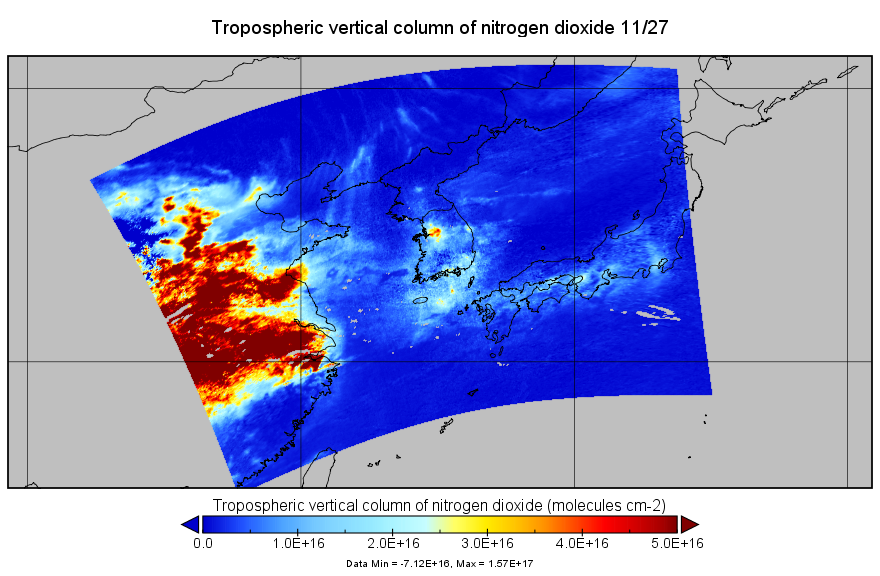 Tropospheric vertical column of nitrogen dioxide 11/27
Tropospheric vertical column of nitrogen dioxide (molecules cm-2)
0.0 1.0E+16 2.0E+16 3.0E+16 4.0E+16 5.0E+16
Data Min = -7.12E+16, Max = 1.57E+17